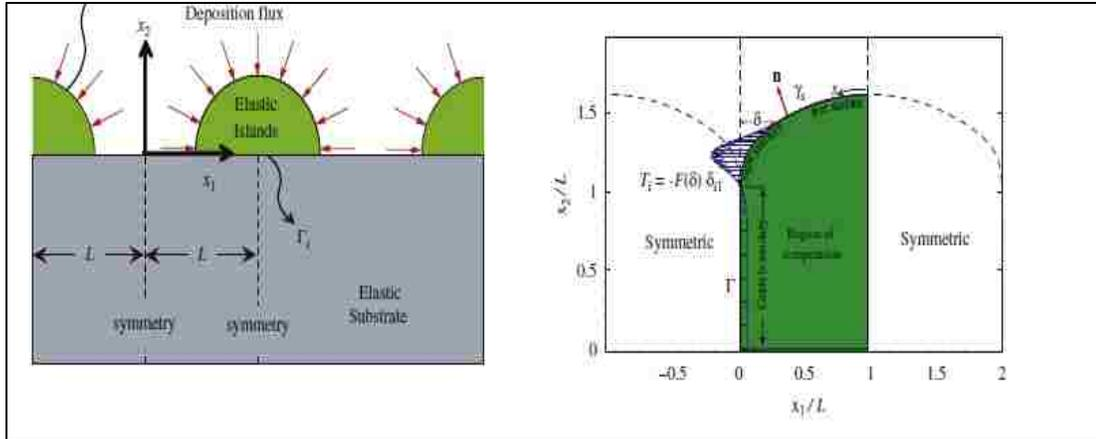 Deposition flux
x₂
Elastic
Islands
x₁
Γᵢ
L
L
Elastic
Substrate
symmetry
symmetry
n
γₛ
δ
Tᵢ = -F(δ) δᵢ₁
Symmetric
Region of
computation
Symmetric
Γ
x₂/L
1.5
1
0.5
0
-0.5
0
0.5
1
1.5
2
x₁/L